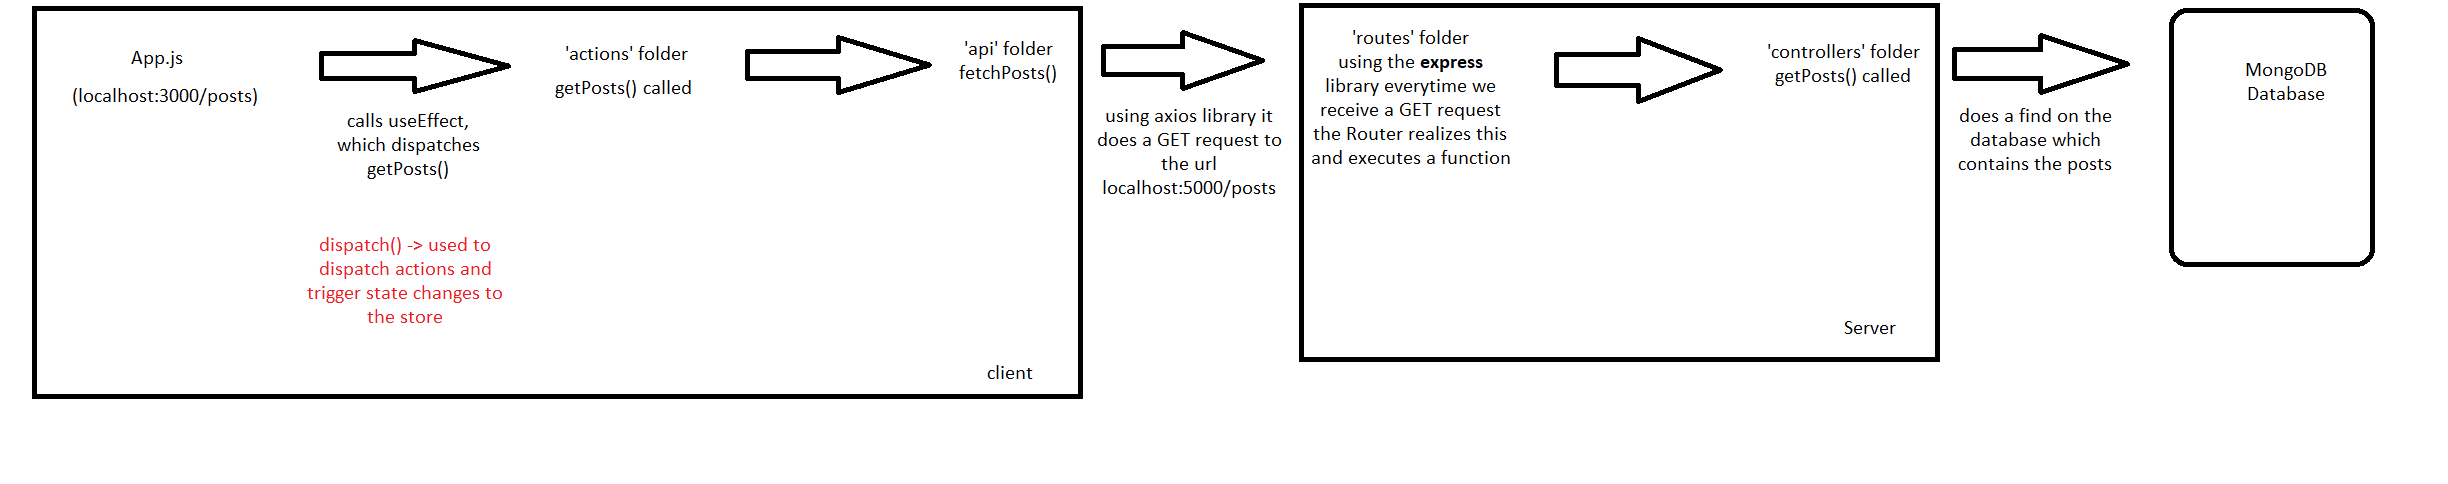 App.js
(localhost:3000/posts)
calls useEffect,
which dispatches
getPosts()
dispatch() -> used to
dispatch actions and
trigger state changes to
the store
'actions' folder
getPosts() called
'api' folder
fetchPosts()
client
using axios library it
does a GET request to
the url
localhost:5000/posts
'routes' folder
using the express
library everytime we
receive a GET request
the Router realizes this
and executes a function
'controllers' folder
getPosts() called
Server
does a find on the
database which
contains the posts
MongoDB
Database